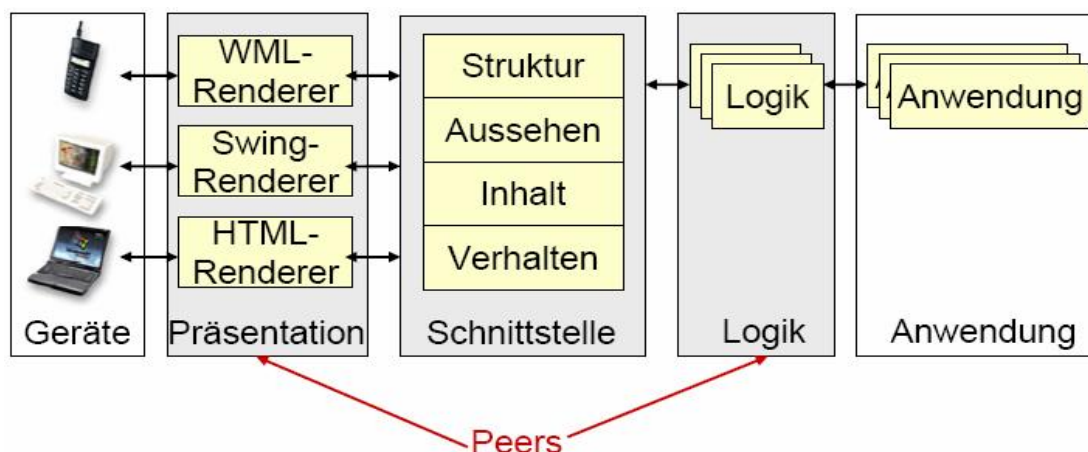 WML-
Renderer
Swing-
Renderer
HTML-
Renderer
Struktur
Aussehen
Inhalt
Verhalten
Logik
A
A
Anwendung
Geräte
Präsentation
Schnittstelle
Logik
Anwendung
Peers